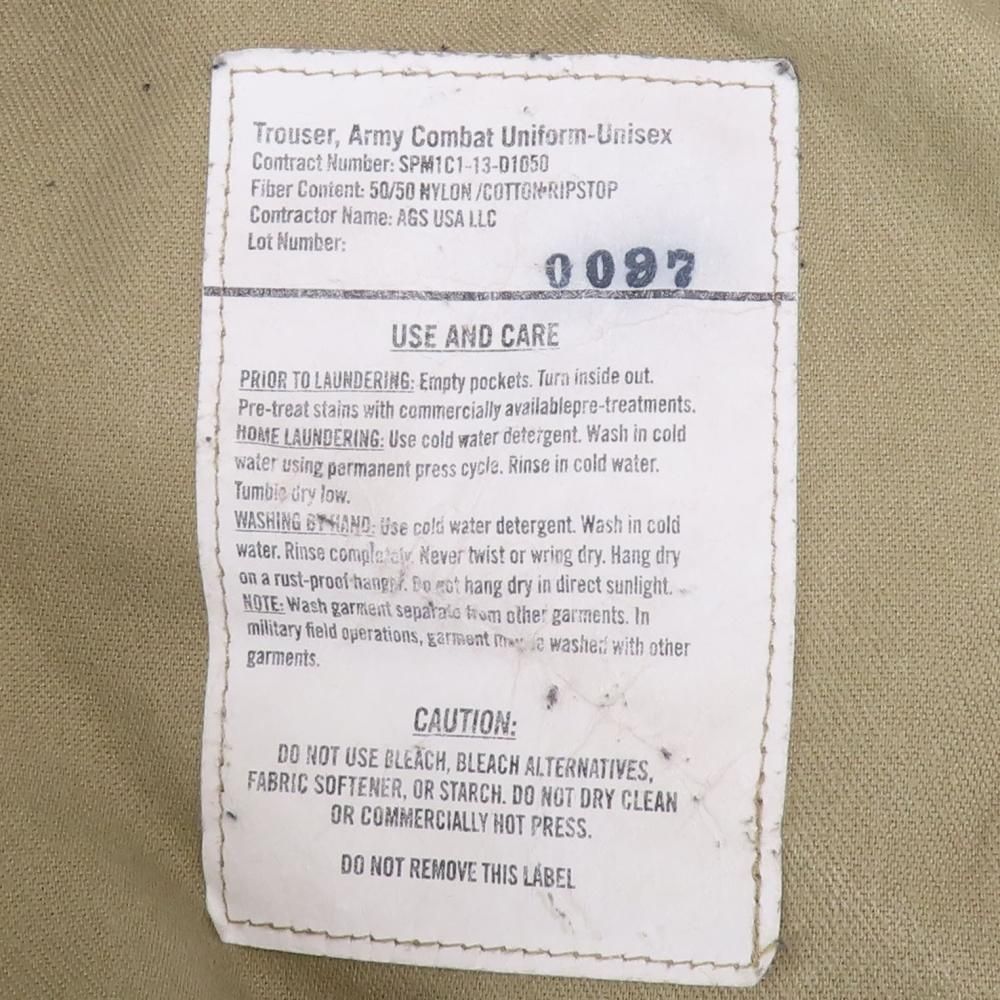 Trouser, Army Combat Uniform-Unisex
Contract Number: SPM1C1-13-D1050
Fiber Content: 50/50 NYLON /COTTON RIPSTOP
Contractor Name: AGS USA LLC
Lot Number:
0097
USE AND CARE
PRIOR TO LAUNDERING: Empty pockets. Turn inside out.
Pre-treat stains with commercially availablepre-treatments.
HOME LAUNDERING: Use cold water detergent. Wash in cold
water using permanent press cycle. Rinse in cold water.
Tumble dry low.
WASHING BY HAND: Use cold water detergent. Wash in cold
water. Rinse completely. Never twist or wring dry. Hang dry
on a rust-proof hanger. Do not hang dry in direct sunlight.
NOTE: Wash garment separate from other garments. In
military field operations, garment may be washed with other
garments.
CAUTION:
DO NOT USE BLEACH, BLEACH ALTERNATIVES,
FABRIC SOFTENER, OR STARCH. DO NOT DRY CLEAN
OR COMMERCIALLY HOT PRESS.
DO NOT REMOVE THIS LABEL